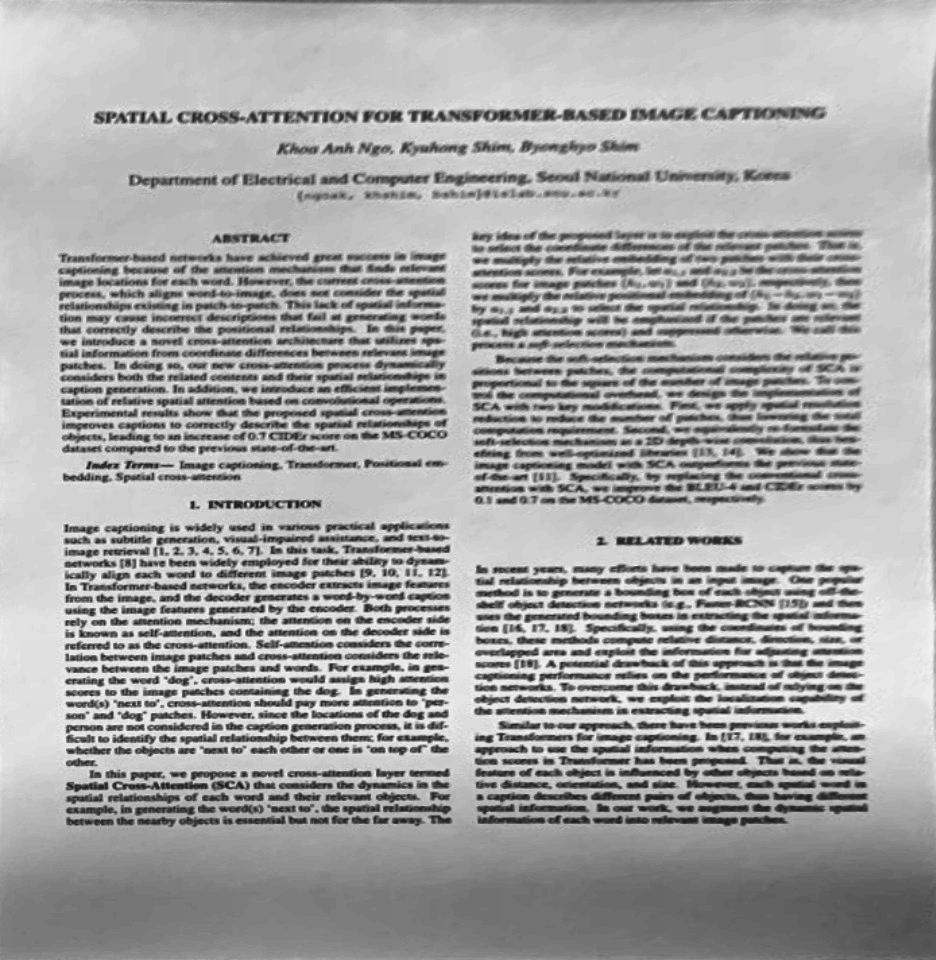 SPATIAL CROSS-ATTENTION FOR TRANSFORMER-BASED IMAGE CAPTIONING
Khoa Anh Ngo, Kyuhong Shim, Byonghyo Shim
Department of Electrical and Computer Engineering, Seoul National University, Korea
ABSTRACT
Transformer-based networks have achieved great success in image
captioning because of the attention mechanism that finds relevant
image locations for each word. However, the current cross-attention
process, which aligns word-to-image, does not consider the spatial
relationships existing in patch-to-patch. This lack of spatial informa-
tion may cause incorrect descriptions that fail at generating words
that correctly describe the positional relationships. In this paper,
we introduce a novel cross-attention architecture that utilizes spa-
tial information from coordinate differences between relevant image
patches. In doing so, our new cross-attention process dynamically
considers both the related contents and their spatial relationships in
caption generation. In addition, we introduce an efficient implemen-
tation of relative spatial attention based on convolutional operations.
Experimental results show that the proposed spatial cross-attention
improves captions to correctly describe the spatial relationships of
objects, leading to an increase of 0.7 CIDEr score on the MS-COCO
dataset compared to the previous state-of-the-art.
Index Terms— Image captioning, Transformer, Positional em-
bedding, Spatial cross-attention
1. INTRODUCTION
Image captioning is widely used in various practical applications
such as subtitle generation, visual-impaired assistance, and text-to-
image retrieval [1, 2, 3, 4, 5, 6, 7]. In this task, Transformer-based
networks [8] have been widely employed for their ability to dynam-
ically align each word to different image patches [9, 10, 11, 12].
In Transformer-based networks, the encoder extracts image features
from the image, and the decoder generates a word-by-word caption
using the image features generated by the encoder. Both processes
rely on the attention mechanism; the attention on the encoder side
is known as self-attention, and the attention on the decoder side is
referred to as the cross-attention. Self-attention considers the corre-
lation between image patches and cross-attention considers the rele-
vance between the image patches and words. For example, in gen-
erating the word "dog", cross-attention would assign high attention
scores to the image patches containing the dog. In generating the
word(s) "next to", cross-attention should pay more attention to "per-
son" and "dog" patches. However, since the locations of the dog and
person are not considered in the caption generation process, it is dif-
ficult to identify the spatial relationship between them; for example,
whether the objects are "next to" each other or one is "on top of" the
other.
In this paper, we propose a novel cross-attention layer termed
Spatial Cross-Attention (SCA) that considers the dynamics in the
spatial relationships of each word and their relevant objects. For
example, in generating the word(s) "next to", the spatial relationship
between the nearby objects is essential but not for the far away. The
key idea of the proposed layer is to exploit the cross-attention scores
to select the coordinate differences of the relevant patches. That is,
we multiply the relative embedding of two patches with their cross-
attention scores. For example, let and be the cross-attention
scores for image patches and , respectively, then
we multiply the relative position embedding of
by and to select the spatial relationship. In doing so, the
spatial relationship will be emphasized if the patches are relevant
(i.e., high attention scores) and suppressed otherwise. We call this
process a soft-selection mechanism.
Because the soft-selection mechanism considers the relative po-
sitions between patches, the computational complexity of SCA is
proportional to the square of the number of image patches. To con-
trol the computational overhead, we design the implementation of
SCA with two key modifications. First, we apply spatial resolution
reduction to reduce the number of patches, thus lowering the total
computation requirement. Second, we equivalently re-formulate the
soft-selection mechanism as a 2D depth-wise convolution, thus ben-
efiting from well-optimized libraries [13, 14]. We show that the
image captioning model with SCA outperforms the previous state-
of-the-art [11]. Specifically, by replacing the conventional cross-
attention with SCA, we improve the BLEU-4 and CIDEr scores by
0.1 and 0.7 on the MS-COCO dataset, respectively.
2. RELATED WORKS
In recent years, many efforts have been made to capture the spa-
tial relationship between objects in an input image. One popular
method is to generate a bounding box of each object using off-the-
shelf object detection networks (e.g., Faster-RCNN [15]) and then
uses the generated bounding boxes in extracting the spatial informa-
tion [16, 17, 18]. Specifically, using the coordinates of bounding
boxes, these methods compute relative distance, direction, size, or
overlapped area and exploit the information for adjusting attention
scores [18]. A potential drawback of this approach is that the image
captioning performance relies on the performance of object detec-
tion networks. To overcome this drawback, instead of relying on the
object detection network, we exploit the localization capability of
the attention mechanism in extracting spatial information.
Similar to our approach, there have been previous works exploit-
ing Transformers for image captioning. In [17, 18], for example, an
approach to use the spatial information when computing the atten-
tion scores in Transformer has been proposed. That is, the visual
feature of each object is influenced by other objects based on rela-
tive distance, orientation, and size. However, each spatial word in
a caption describes different pairs of objects, thus having different
spatial information. In our work, we augment the dynamic spatial
information of each word into relevant image patches.